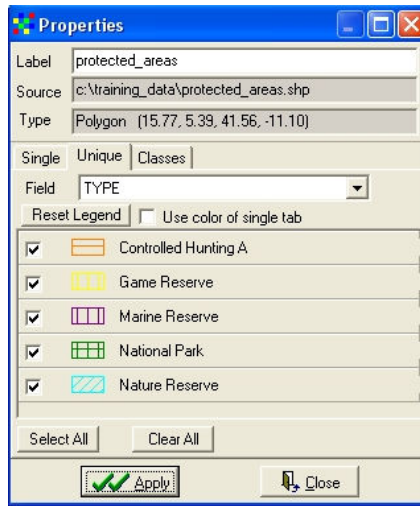 Properties
Label protected_areas
Source c:\training_data\protected_areas.shp
Type Polygon (15.77, 5.39, 41.56, -11.10)
Single Unique Classes
Field TYPE
Reset Legend Use color of single tab
Controlled Hunting A
Game Reserve
Marine Reserve
National Park
Nature Reserve
Select All Clear All
Apply Close